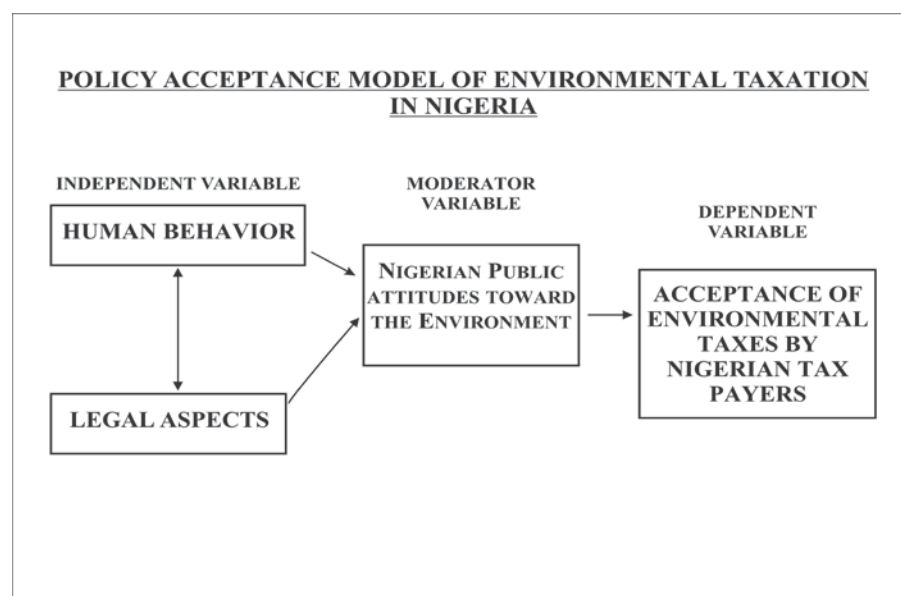 POLICY ACCEPTANCE MODEL OF ENVIRONMENTAL TAXATION
IN NIGERIA
INDEPENDENT VARIABLE
HUMAN BEHAVIOR
LEGAL ASPECTS
MODERATOR
VARIABLE
NIGERIAN PUBLIC
ATTITUDES TOWARD
THE ENVIRONMENT
DEPENDENT
VARIABLE
ACCEPTANCE OF
ENVIRONMENTAL
TAXES BY
NIGERIAN TAX
PAYERS